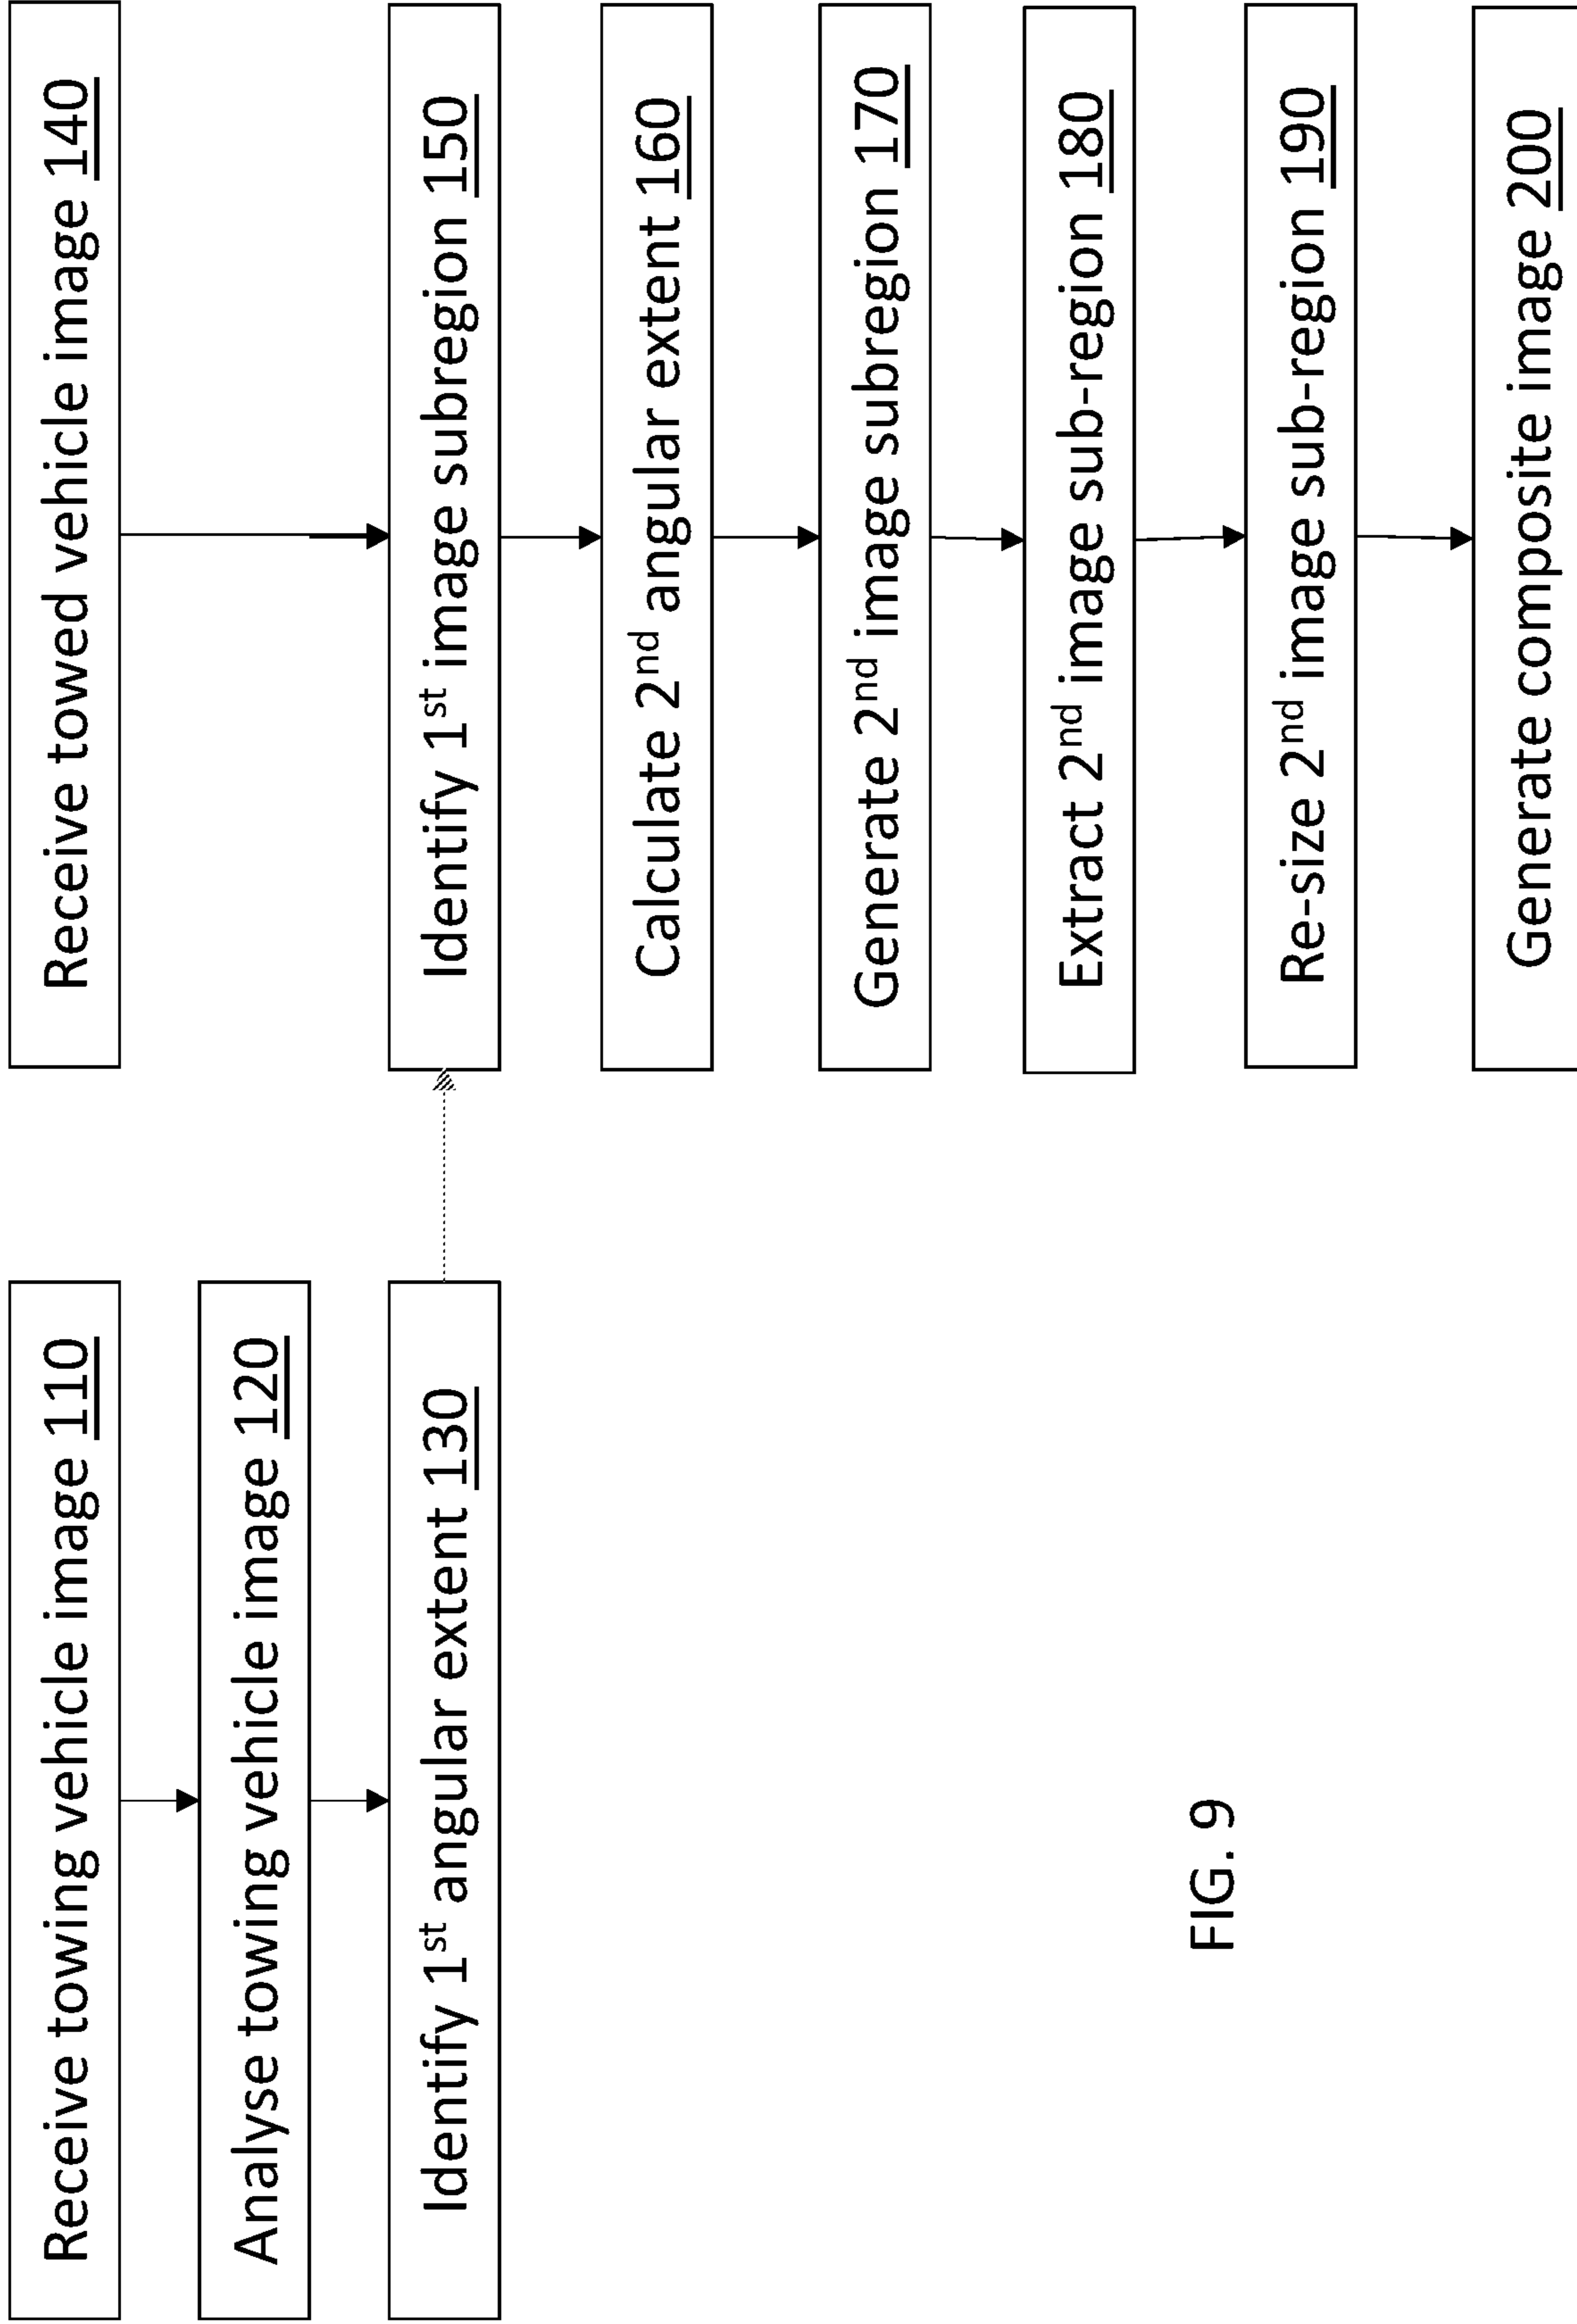 Receive towing vehicle image 110
Analyse towing vehicle image 120
Identify 1st angular extent 130
Receive towed vehicle image 140
Identify 1st image subregion 150
Calculate 2nd angular extent 160
Generate 2nd image subregion 170
Extract 2nd image sub-region 180
Re-size 2nd image sub-region 190
Generate composite image 200
FIG. 9